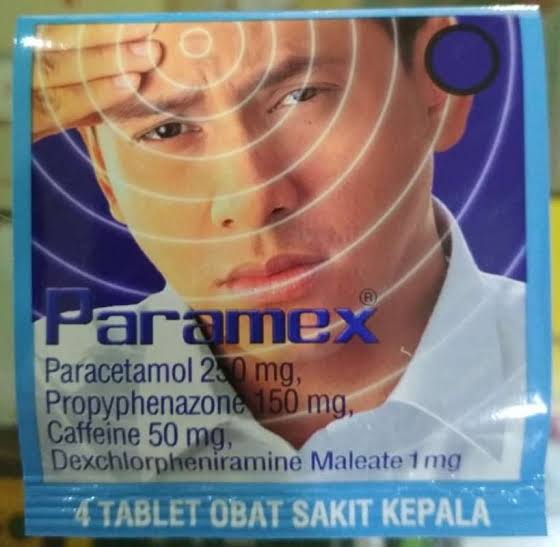 Paramex®
Paracetamol 250 mg,
Propyphenazone 150 mg,
Caffeine 50 mg,
Dexchlorpheniramine Maleate 1 mg
4 TABLET OBAT SAKIT KEPALA